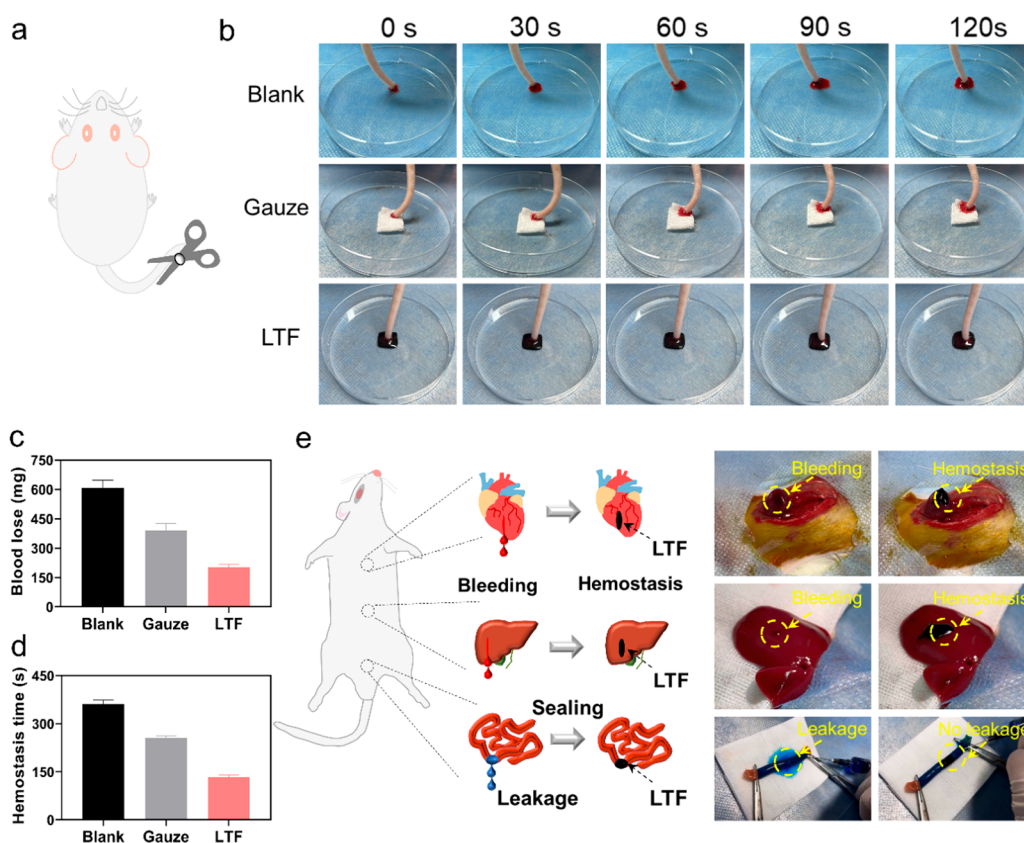 a
b
0 s 30 s 60 s 90 s 120s
Blank
Gauze
LTF
c
Blood lose (mg)
750
600
450
300
150
0
Blank Gauze LTF
d
Hemostasis time (s)
450
300
150
0
Blank Gauze LTF
e
LTF
Bleeding Hemostasis
LTF
Sealing
Leakage LTF
Bleeding Hemostasis
Bleeding Hemostasis
Leakage No leakage